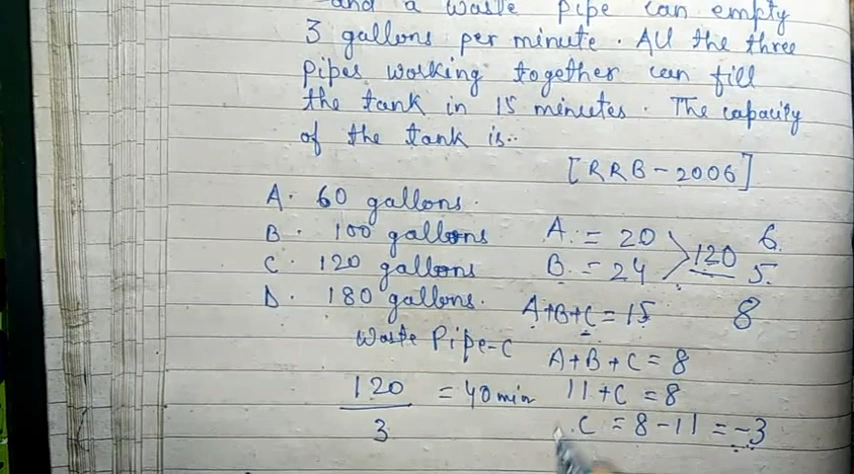 and a waste pipe can empty
3 gallons per minute. All the three
pipes working together can fill
the tank in 15 minutes. The capacity
of the tank is..
[RRB-2006]
A. 60 gallons.
B. 100 gallons
C. 120 gallons
D. 180 gallons.
A. = 20
B. = 24
120
6.
5.
A+B+C = 15
8
Waste Pipe-C
A+B+C = 8
120/3 = 40 min
11+C = 8
C = 8-11 = -3